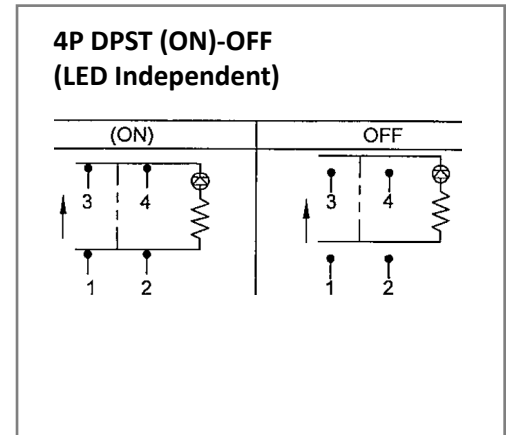 4P DPST (ON)-OFF
(LED Independent)
(ON) OFF
3 4 3 4
1 2 1 2